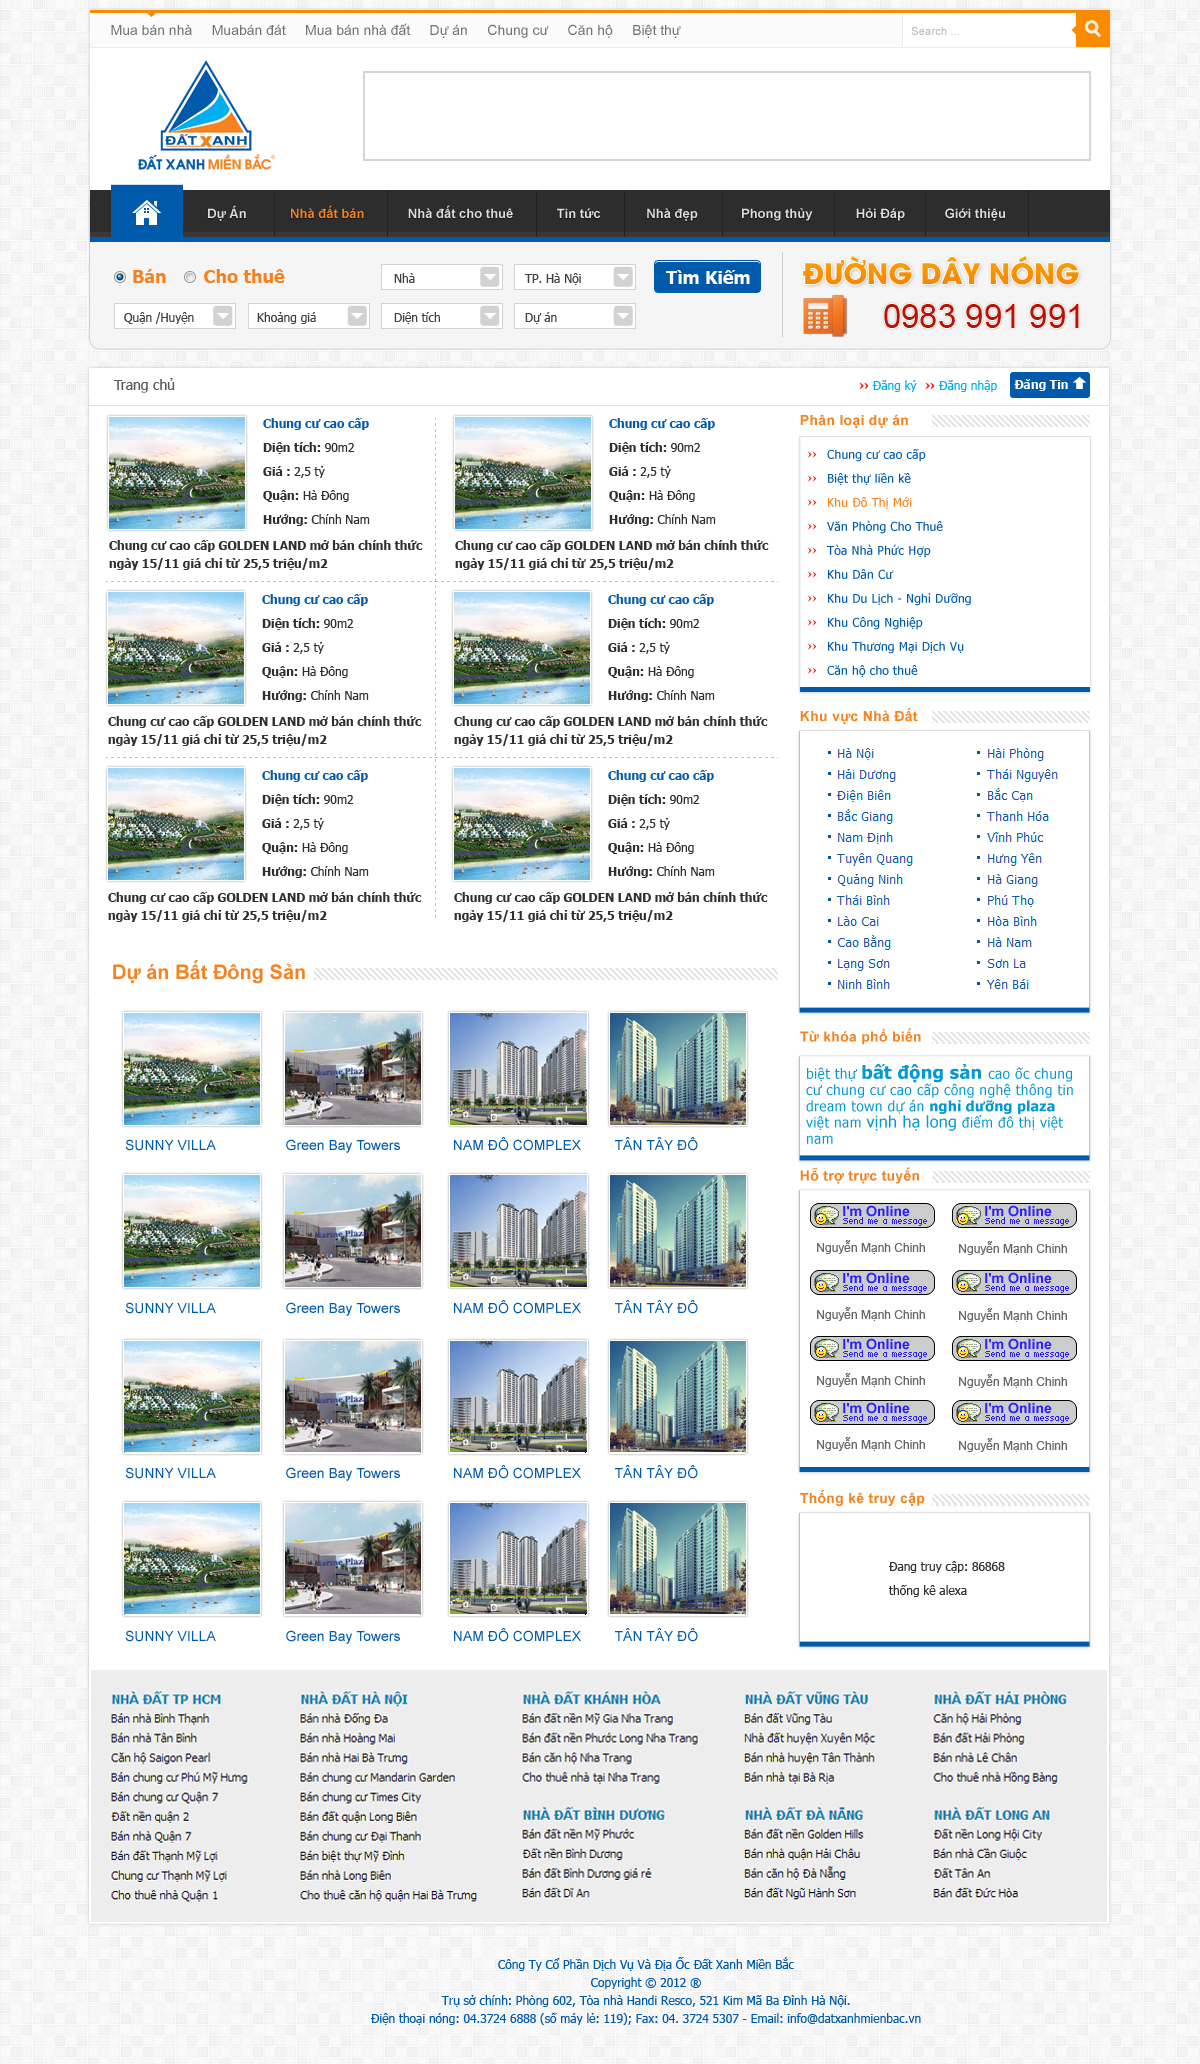 Mua bán nhà Muabán đát Mua bán nhà đất Dự án Chung cư Căn hộ Biệt thự Search ...
ĐẤT XANH
ĐẤT XANH MIỀN BẮC
Dự Án Nhà đất bán Nhà đất cho thuê Tin tức Nhà đẹp Phong thủy Hỏi Đáp Giới thiệu
Bán Cho thuê Nhà TP. Hà Nội Tìm Kiếm
ĐƯỜNG DÂY NÓNG
Quận /Huyện Khoảng giá Diện tích Dự án
0983 991 991
Trang chủ ›› Đăng ký ›› Đăng nhập Đăng Tin
Chung cư cao cấp
Diện tích: 90m2
Giá : 2,5 tỷ
Quận: Hà Đông
Hướng: Chính Nam
Chung cư cao cấp GOLDEN LAND mở bán chính thức
ngày 15/11 giá chỉ từ 25,5 triệu/m2
Chung cư cao cấp
Diện tích: 90m2
Giá : 2,5 tỷ
Quận: Hà Đông
Hướng: Chính Nam
Chung cư cao cấp GOLDEN LAND mở bán chính thức
ngày 15/11 giá chỉ từ 25,5 triệu/m2
Chung cư cao cấp
Diện tích: 90m2
Giá : 2,5 tỷ
Quận: Hà Đông
Hướng: Chính Nam
Chung cư cao cấp GOLDEN LAND mở bán chính thức
ngày 15/11 giá chỉ từ 25,5 triệu/m2
Chung cư cao cấp
Diện tích: 90m2
Giá : 2,5 tỷ
Quận: Hà Đông
Hướng: Chính Nam
Chung cư cao cấp GOLDEN LAND mở bán chính thức
ngày 15/11 giá chỉ từ 25,5 triệu/m2
Chung cư cao cấp
Diện tích: 90m2
Giá : 2,5 tỷ
Quận: Hà Đông
Hướng: Chính Nam
Chung cư cao cấp GOLDEN LAND mở bán chính thức
ngày 15/11 giá chỉ từ 25,5 triệu/m2
Chung cư cao cấp
Diện tích: 90m2
Giá : 2,5 tỷ
Quận: Hà Đông
Hướng: Chính Nam
Chung cư cao cấp GOLDEN LAND mở bán chính thức
ngày 15/11 giá chỉ từ 25,5 triệu/m2
Dự án Bất Đông Sản
marine Plaza
SUNNY VILLA Green Bay Towers NAM ĐÔ COMPLEX TÂN TÂY ĐÔ
marine Plaza
SUNNY VILLA Green Bay Towers NAM ĐÔ COMPLEX TÂN TÂY ĐÔ
marine Plaza
SUNNY VILLA Green Bay Towers NAM ĐÔ COMPLEX TÂN TÂY ĐÔ
marine Plaza
SUNNY VILLA Green Bay Towers NAM ĐÔ COMPLEX TÂN TÂY ĐÔ
Phân loại dự án
›› Chung cư cao cấp
›› Biệt thự liền kề
›› Khu Đô Thị Mới
›› Văn Phòng Cho Thuê
›› Tòa Nhà Phức Hợp
›› Khu Dân Cư
›› Khu Du Lịch - Nghỉ Dưỡng
›› Khu Công Nghiệp
›› Khu Thương Mại Dịch Vụ
›› Căn hộ cho thuê
Khu vực Nhà Đất
Hà Nội Hài Phòng
Hải Dương Thái Nguyên
Điện Biên Bắc Cạn
Bắc Giang Thanh Hóa
Nam Định Vĩnh Phúc
Tuyên Quang Hưng Yên
Quảng Ninh Hà Giang
Thái Bình Phú Thọ
Lào Cai Hòa Bình
Cao Bằng Hà Nam
Lạng Sơn Sơn La
Ninh Bình Yên Bái
Từ khóa phổ biến
biệt thự bất động sản cao ốc chung
cư chung cư cao cấp công nghệ thông tin
dream town dự án nghỉ dưỡng plaza
việt nam vịnh hạ long điểm đô thị việt
nam
Hỗ trợ trực tuyến
I'm Online I'm Online
Send me a message Send me a message
Nguyễn Mạnh Chinh Nguyễn Mạnh Chinh
I'm Online I'm Online
Send me a message Send me a message
Nguyễn Mạnh Chinh Nguyễn Mạnh Chinh
I'm Online I'm Online
Send me a message Send me a message
Nguyễn Mạnh Chinh Nguyễn Mạnh Chinh
I'm Online I'm Online
Send me a message Send me a message
Nguyễn Mạnh Chinh Nguyễn Mạnh Chinh
Thống kê truy cập
Đang truy cập: 86868
thống kê alexa
NHÀ ĐẤT TP HCM
Bán nhà Bình Thạnh
Bán nhà Tân Bình
Căn hộ Saigon Pearl
Bán chung cư Phú Mỹ Hưng
Bán chung cư Quận 7
Đất nền quận 2
Bán nhà Quận 7
Bán đất Thạnh Mỹ Lợi
Chung cư Thạnh Mỹ Lợi
Cho thuê nhà Quận 1
NHÀ ĐẤT HÀ NỘI
Bán nhà Đống Đa
Bán nhà Hoàng Mai
Bán nhà Hai Bà Trưng
Bán chung cư Mandarin Garden
Bán chung cư Times City
Bán đất quận Long Biên
Bán chung cư Đại Thanh
Bán biệt thự Mỹ Đình
Bán nhà Long Biên
Cho thuê căn hộ quận Hai Bà Trưng
NHÀ ĐẤT KHÁNH HÒA
Bán đất nền Mỹ Gia Nha Trang
Bán đất nền Phước Long Nha Trang
Bán căn hộ Nha Trang
Cho thuê nhà tại Nha Trang
NHÀ ĐẤT BÌNH DƯƠNG
Bán đất nền Mỹ Phước
Đất nền Bình Dương
Bán đất Bình Dương giá rẻ
Bán đất Dĩ An
NHÀ ĐẤT VŨNG TÀU
Bán đất Vũng Tàu
Nhà đất huyện Xuyên Mộc
Bán nhà huyện Tân Thành
Bán nhà tại Bà Rịa
NHÀ ĐẤT ĐÀ NẴNG
Bán đất nền Golden Hills
Bán nhà quận Hải Châu
Bán căn hộ Đà Nẵng
Bán đất Ngũ Hành Sơn
NHÀ ĐẤT HẢI PHÒNG
Căn hộ Hải Phòng
Bán đất Hải Phòng
Bán nhà Lê Chân
Cho thuê nhà Hồng Bàng
NHÀ ĐẤT LONG AN
Đất nền Long Hội City
Bán nhà Cần Giuộc
Đất Tân An
Bán đất Đức Hòa
Công Ty Cổ Phần Dịch Vụ Và Địa Ốc Đất Xanh Miền Bắc
Copyright © 2012 ®
Trụ sở chính: Phòng 602, Tòa nhà Handi Resco, 521 Kim Mã Ba Đình Hà Nội.
Điện thoại nóng: 04.3724 6888 (số máy lẻ: 119); Fax: 04. 3724 5307 - Email: info@datxanhmienbac.vn